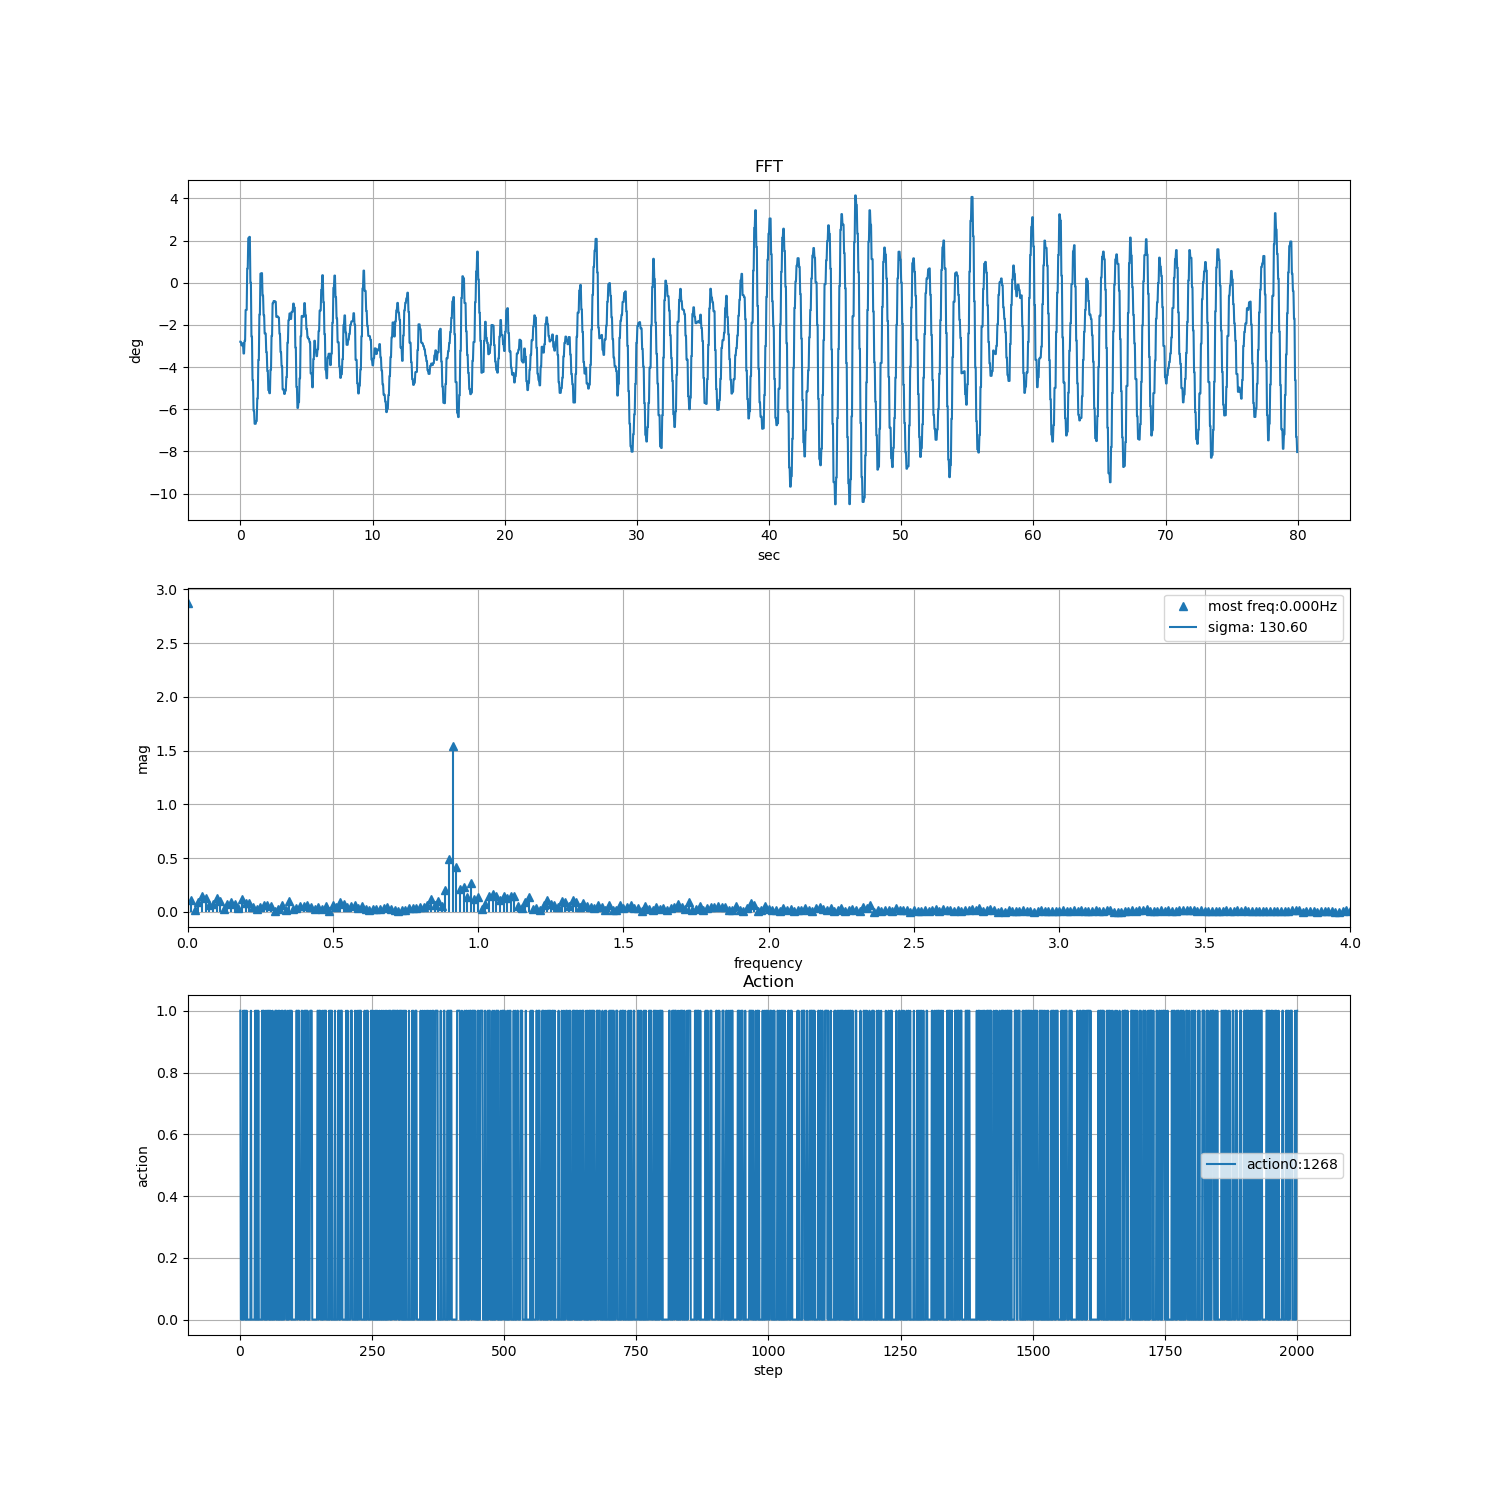 FFT
4
2
0
−2
−4
−6
−8
−10
deg
0 10 20 30 40 50 60 70 80
sec
3.0
2.5
2.0
1.5
1.0
0.5
0.0
mag
most freq:0.000Hz
sigma: 130.60
0.0 0.5 1.0 1.5 2.0 2.5 3.0 3.5 4.0
frequency
Action
1.0
0.8
0.6
0.4
0.2
0.0
action
action0:1268
0 250 500 750 1000 1250 1500 1750 2000
step